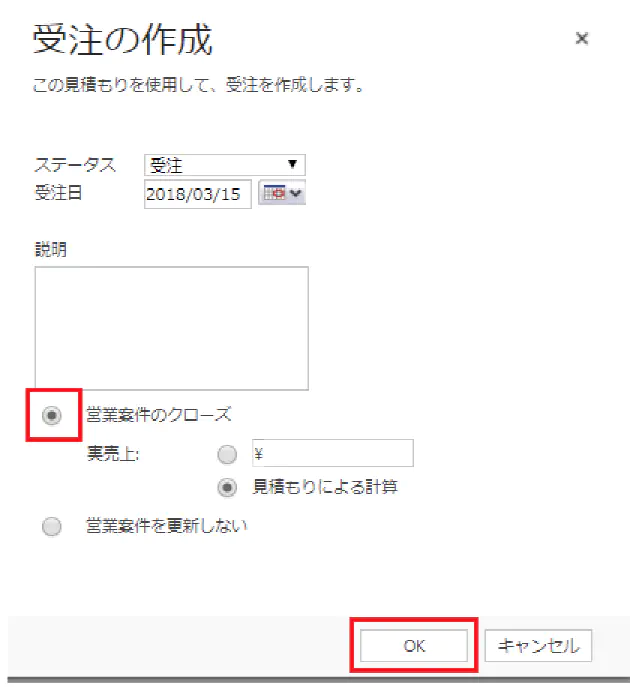 受注の作成
この見積もりを使用して、受注を作成します。
ステータス 受注
受注日 2018/03/15
説明
営業案件のクローズ
実売上: ¥
見積もりによる計算
営業案件を更新しない
OK キャンセル